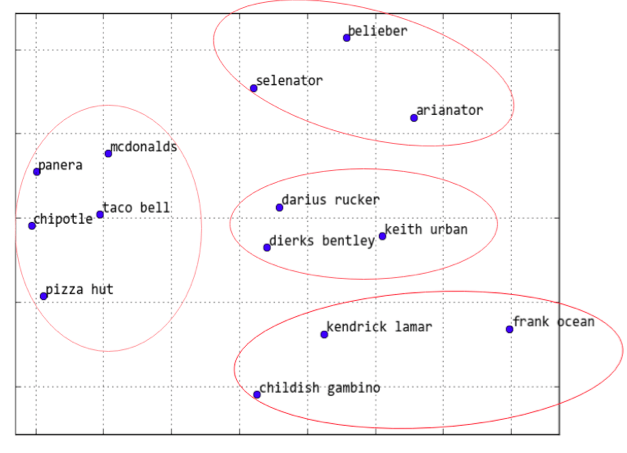 belieber
selenator
arianator
mcdonalds
panera
taco bell
chipotle
pizza hut
darius rucker
keith urban
dierks bentley
frank ocean
kendrick lamar
childish gambino